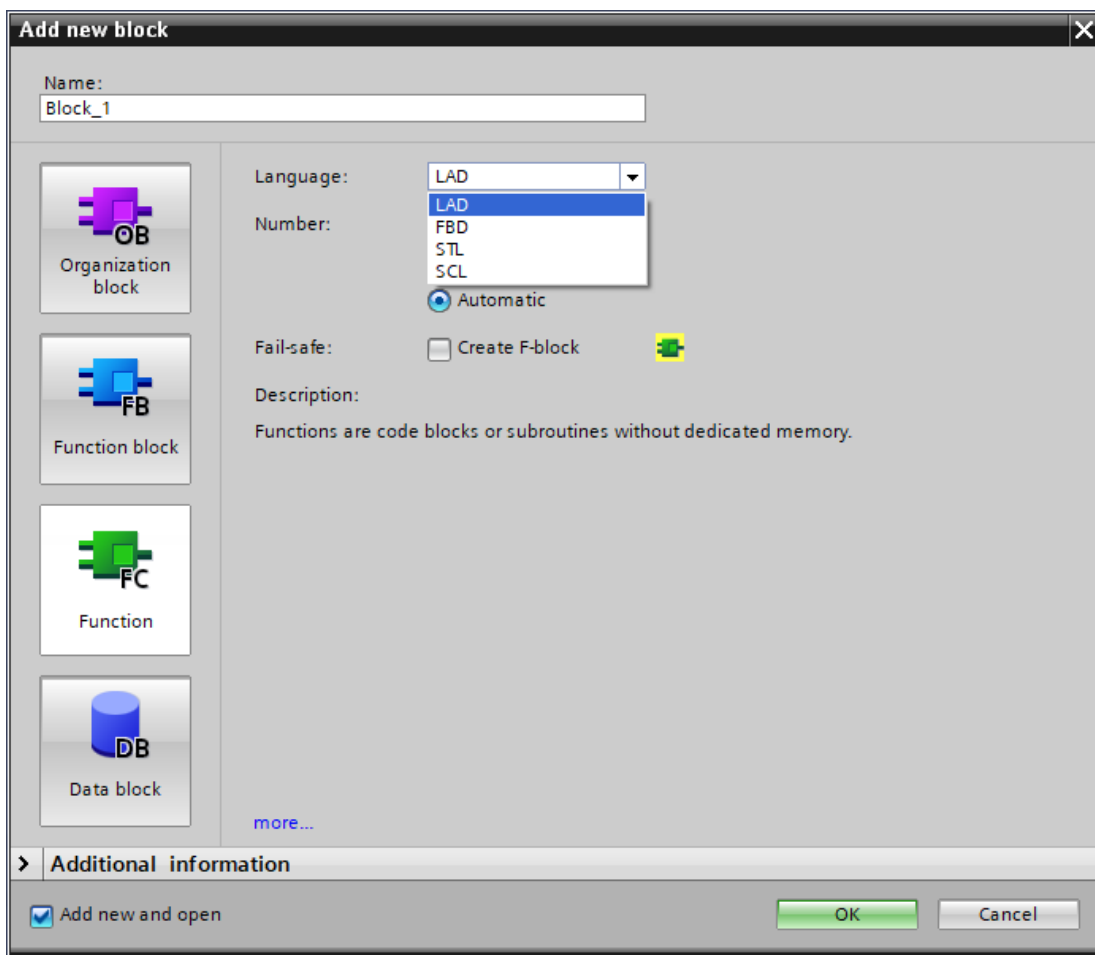 Add new block
Name:
Block_1
OB
Organization
block
FB
Function block
FC
Function
DB
Data block
Language:
LAD
LAD
FBD
STL
SCL
Number:
Automatic
Fail-safe:
Create F-block
Description:
Functions are code blocks or subroutines without dedicated memory.
more...
Additional information
Add new and open
OK
Cancel